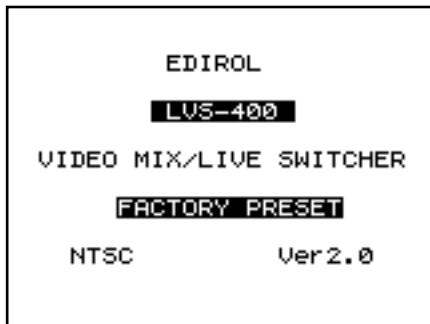 EDIROL
LVS-400
VIDEO MIX/LIVE SWITCHER
FACTORY PRESET
NTSC Ver2.0